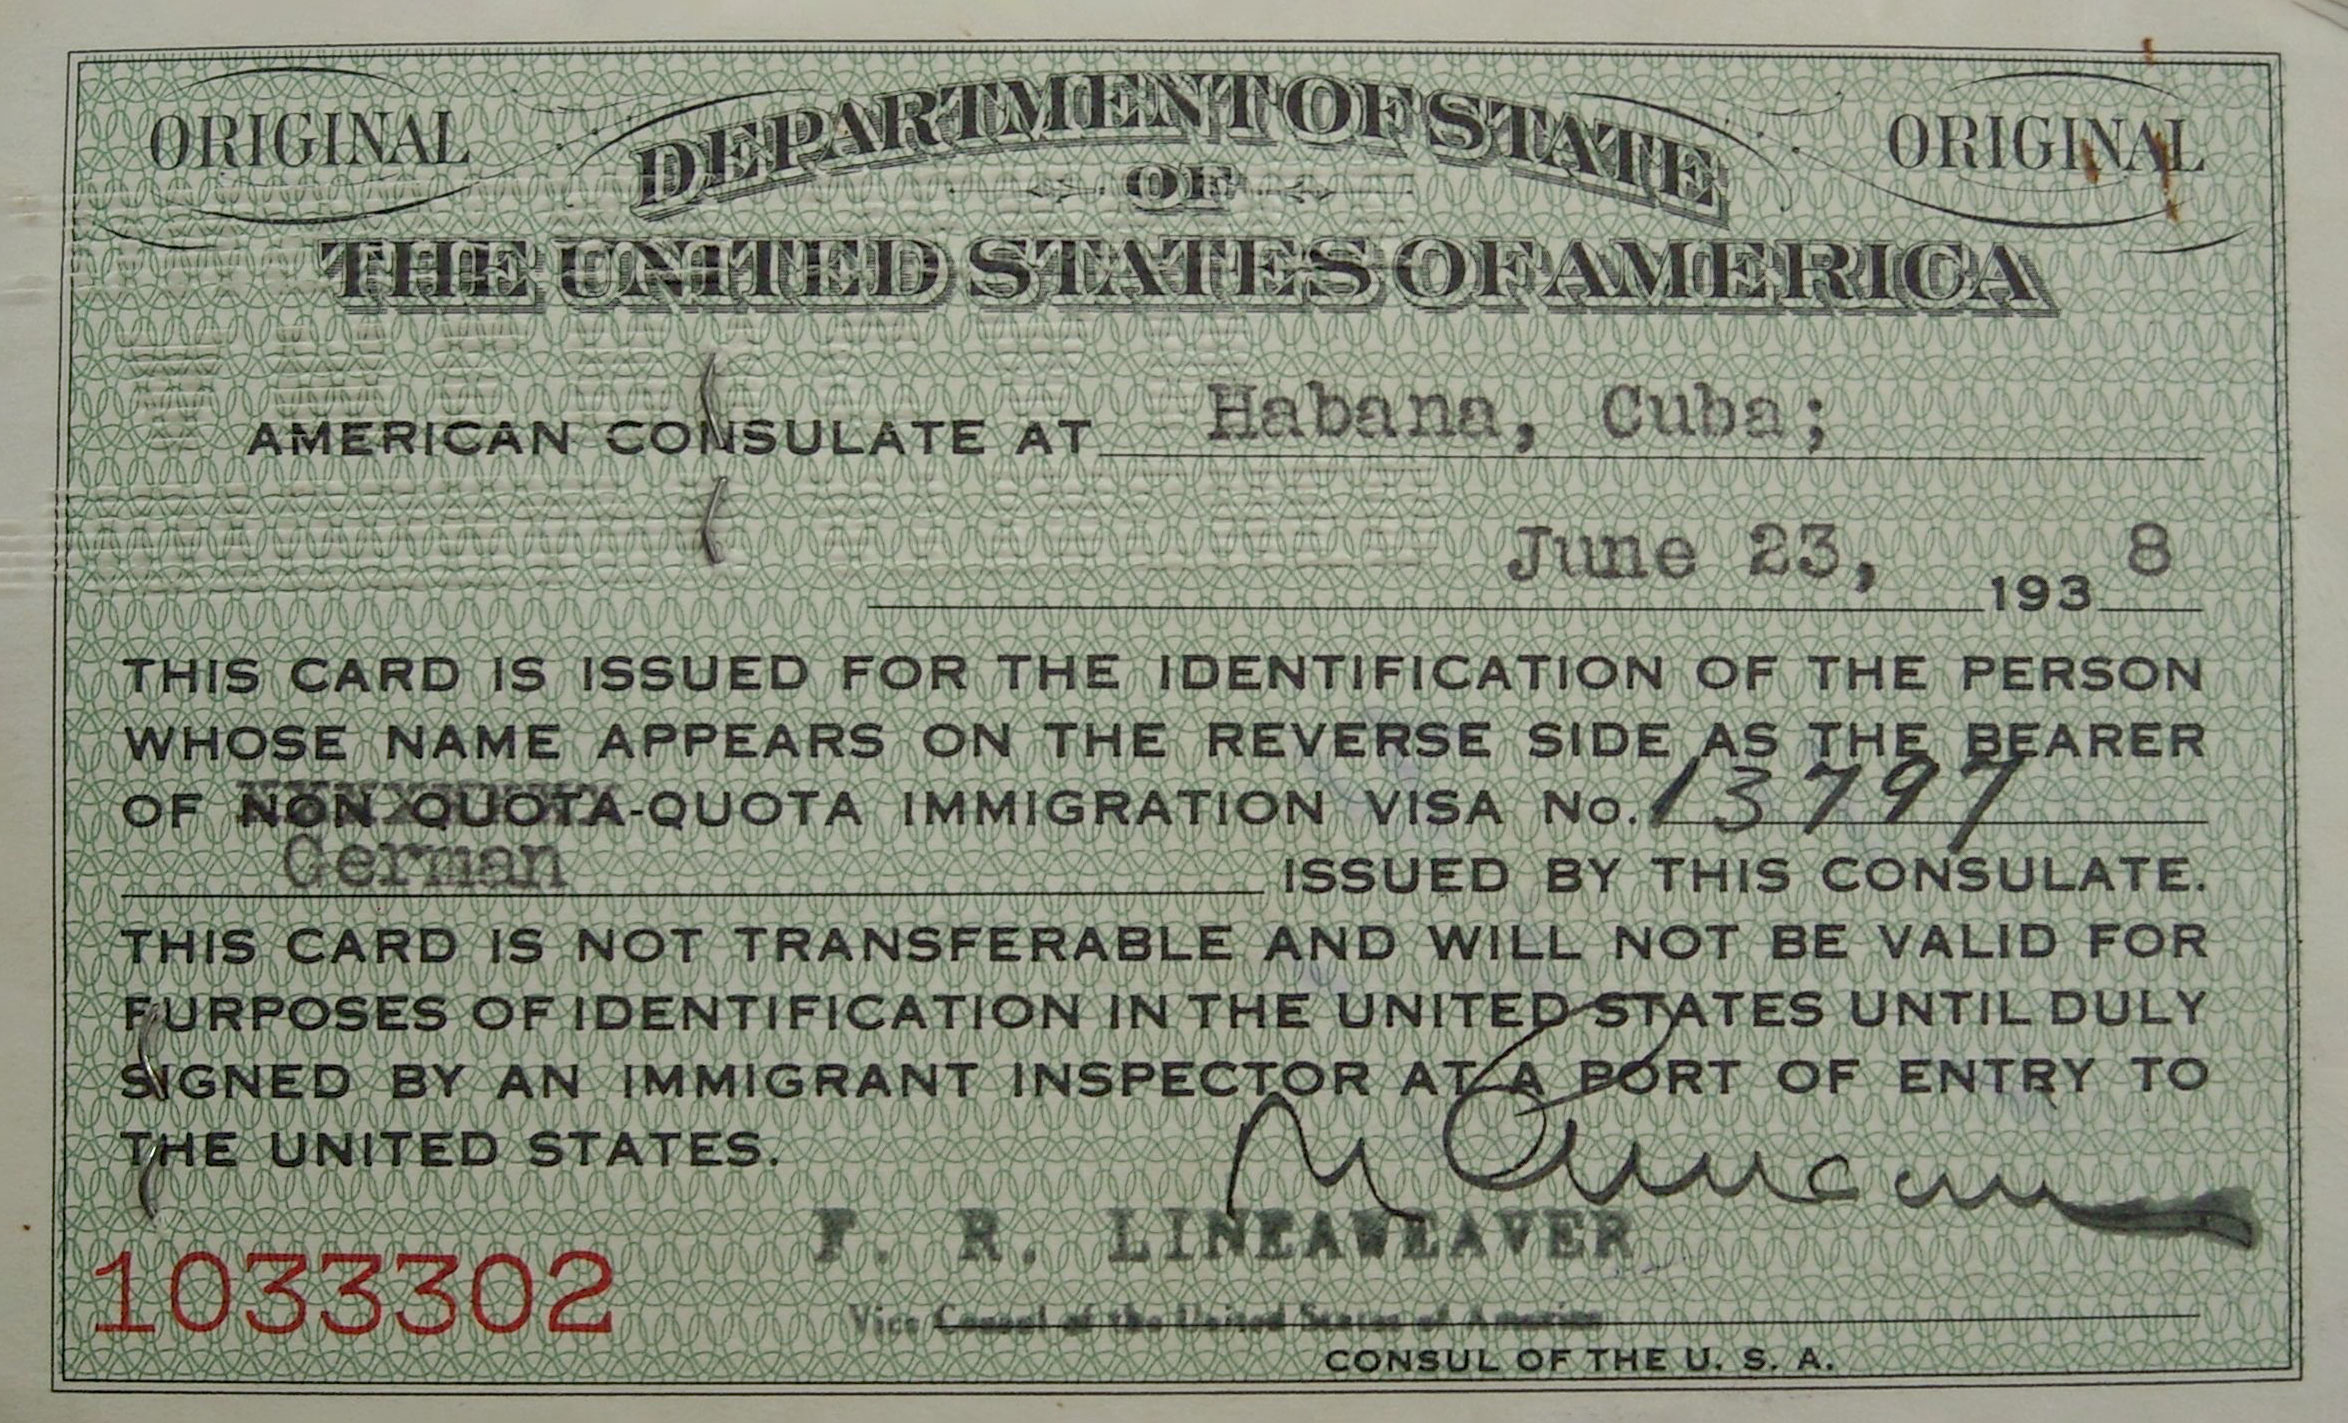 ORIGINAL DEPARTMENT OF STATE ORIGINAL
OF
THE UNITED STATES OF AMERICA
AMERICAN CONSULATE AT Habana, Cuba;
June 23, 1938
THIS CARD IS ISSUED FOR THE IDENTIFICATION OF THE PERSON
WHOSE NAME APPEARS ON THE REVERSE SIDE AS THE BEARER
OF NON QUOTA-QUOTA IMMIGRATION VISA No. 13797
German ISSUED BY THIS CONSULATE.
THIS CARD IS NOT TRANSFERABLE AND WILL NOT BE VALID FOR
PURPOSES OF IDENTIFICATION IN THE UNITED STATES UNTIL DULY
SIGNED BY AN IMMIGRANT INSPECTOR AT A PORT OF ENTRY TO
THE UNITED STATES.
F. R. LINEAWEAVER
1033302
Vice Consul of the United States of America
CONSUL OF THE U. S. A.